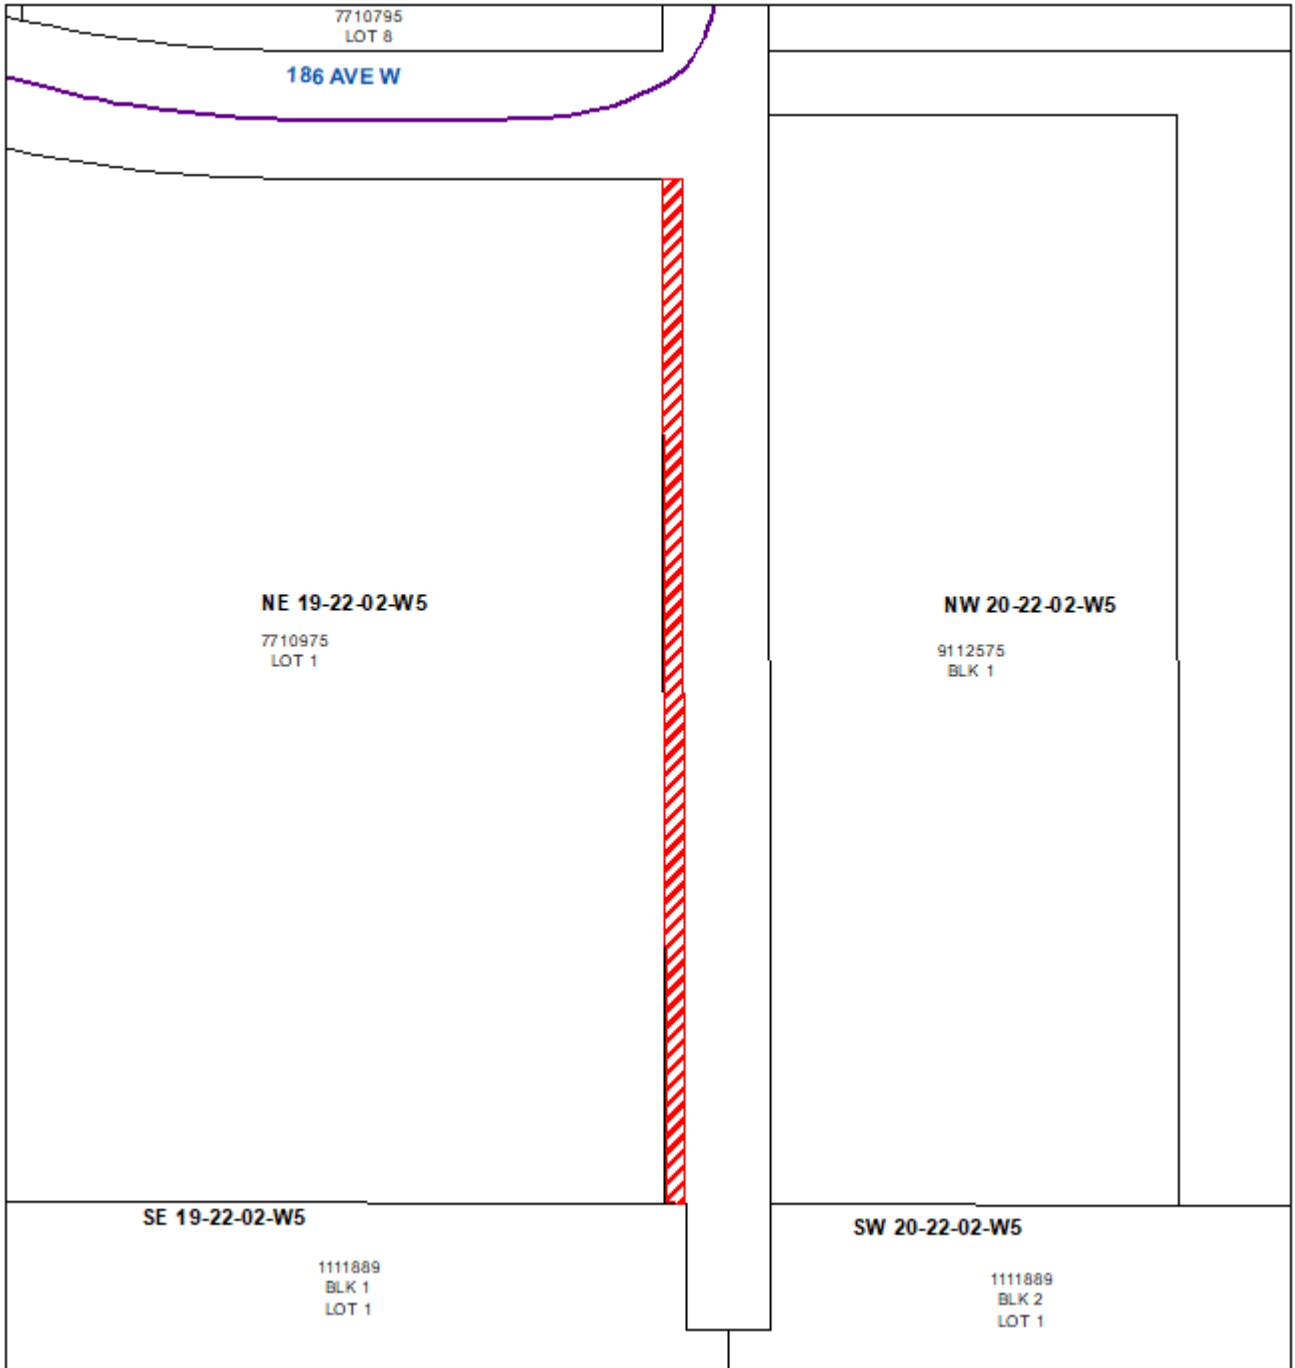 7710795
LOT 8
186 AVE W
NE 19-22-02-W5
7710975
LOT 1
NW 20-22-02-W5
9112575
BLK 1
SE 19-22-02-W5
1111889
BLK 1
LOT 1
SW 20-22-02-W5
1111889
BLK 2
LOT 1